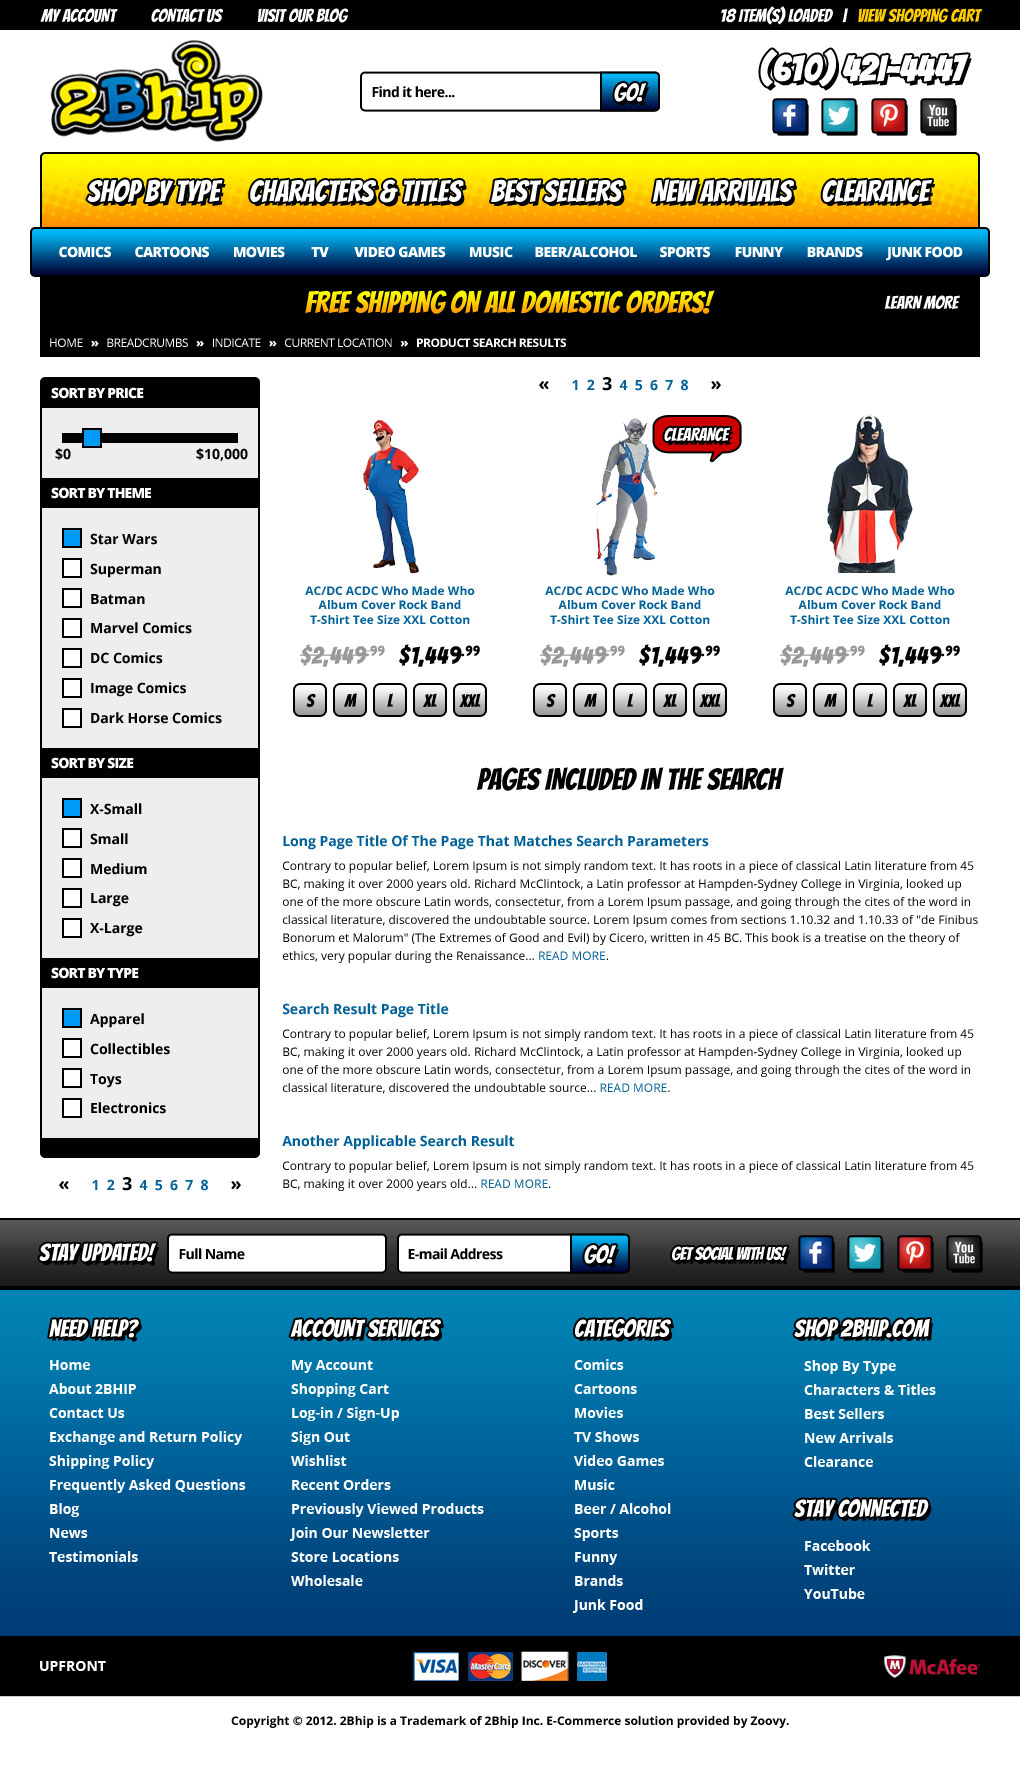 MY ACCOUNT CONTACT US VISIT OUR BLOG 18 ITEM(S) LOADED | VIEW SHOPPING CART
2Bhip
Find it here... GO!
(610) 421-4447
f You Tube
SHOP BY TYPE CHARACTERS & TITLES BEST SELLERS NEW ARRIVALS CLEARANCE
COMICS CARTOONS MOVIES TV VIDEO GAMES MUSIC BEER/ALCOHOL SPORTS FUNNY BRANDS JUNK FOOD
FREE SHIPPING ON ALL DOMESTIC ORDERS! LEARN MORE
HOME » BREADCRUMBS » INDICATE » CURRENT LOCATION » PRODUCT SEARCH RESULTS
SORT BY PRICE
$0 $10,000
SORT BY THEME
Star Wars
Superman
Batman
Marvel Comics
DC Comics
Image Comics
Dark Horse Comics
SORT BY SIZE
X-Small
Small
Medium
Large
X-Large
SORT BY TYPE
Apparel
Collectibles
Toys
Electronics
« 1 2 3 4 5 6 7 8 »
« 1 2 3 4 5 6 7 8 »
CLEARANCE
AC/DC ACDC Who Made Who
Album Cover Rock Band
T-Shirt Tee Size XXL Cotton
$2,449.99 $1,449.99
S M L XL XXL
AC/DC ACDC Who Made Who
Album Cover Rock Band
T-Shirt Tee Size XXL Cotton
$2,449.99 $1,449.99
S M L XL XXL
AC/DC ACDC Who Made Who
Album Cover Rock Band
T-Shirt Tee Size XXL Cotton
$2,449.99 $1,449.99
S M L XL XXL
PAGES INCLUDED IN THE SEARCH
Long Page Title Of The Page That Matches Search Parameters
Contrary to popular belief, Lorem Ipsum is not simply random text. It has roots in a piece of classical Latin literature from 45
BC, making it over 2000 years old. Richard McClintock, a Latin professor at Hampden-Sydney College in Virginia, looked up
one of the more obscure Latin words, consectetur, from a Lorem Ipsum passage, and going through the cites of the word in
classical literature, discovered the undoubtable source. Lorem Ipsum comes from sections 1.10.32 and 1.10.33 of "de Finibus
Bonorum et Malorum" (The Extremes of Good and Evil) by Cicero, written in 45 BC. This book is a treatise on the theory of
ethics, very popular during the Renaissance... READ MORE.
Search Result Page Title
Contrary to popular belief, Lorem Ipsum is not simply random text. It has roots in a piece of classical Latin literature from 45
BC, making it over 2000 years old. Richard McClintock, a Latin professor at Hampden-Sydney College in Virginia, looked up
one of the more obscure Latin words, consectetur, from a Lorem Ipsum passage, and going through the cites of the word in
classical literature, discovered the undoubtable source... READ MORE.
Another Applicable Search Result
Contrary to popular belief, Lorem Ipsum is not simply random text. It has roots in a piece of classical Latin literature from 45
BC, making it over 2000 years old... READ MORE.
STAY UPDATED! Full Name E-mail Address GO! GET SOCIAL WITH US! f You Tube
NEED HELP?
Home
About 2BHIP
Contact Us
Exchange and Return Policy
Shipping Policy
Frequently Asked Questions
Blog
News
Testimonials
ACCOUNT SERVICES
My Account
Shopping Cart
Log-in / Sign-Up
Sign Out
Wishlist
Recent Orders
Previously Viewed Products
Join Our Newsletter
Store Locations
Wholesale
CATEGORIES
Comics
Cartoons
Movies
TV Shows
Video Games
Music
Beer / Alcohol
Sports
Funny
Brands
Junk Food
SHOP 2BHIP.COM
Shop By Type
Characters & Titles
Best Sellers
New Arrivals
Clearance
STAY CONNECTED
Facebook
Twitter
YouTube
UPFRONT VISA MasterCard DISCOVER AMERICAN EXPRESS McAfee
Copyright © 2012. 2Bhip is a Trademark of 2Bhip Inc. E-Commerce solution provided by Zoovy.